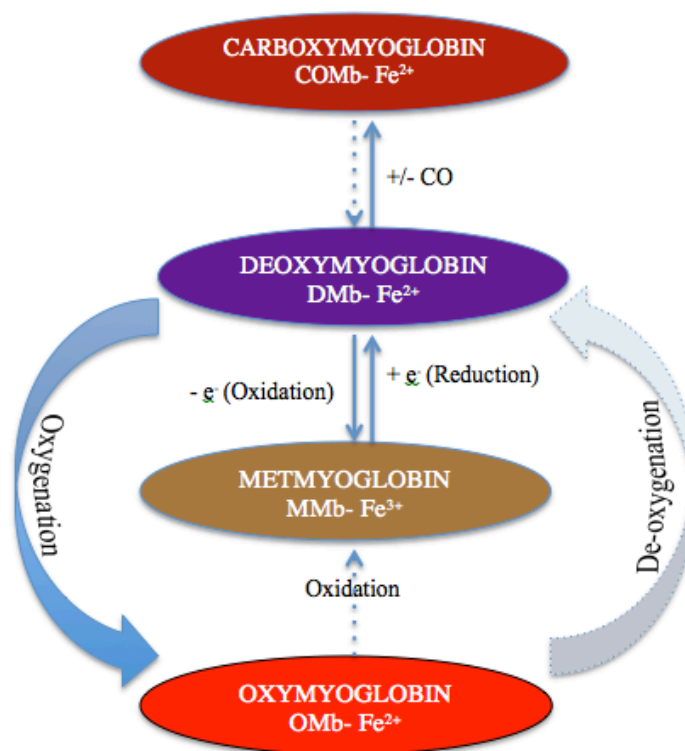 CARBOXYMYOGLOBIN
COMb- Fe²⁺
+/- CO
DEOXYMYOGLOBIN
DMb- Fe²⁺
- e⁻ (Oxidation)
+ e⁻ (Reduction)
Oxygenation
De-oxygenation
METMYOGLOBIN
MMb- Fe³⁺
Oxidation
OXYMYOGLOBIN
OMb- Fe²⁺